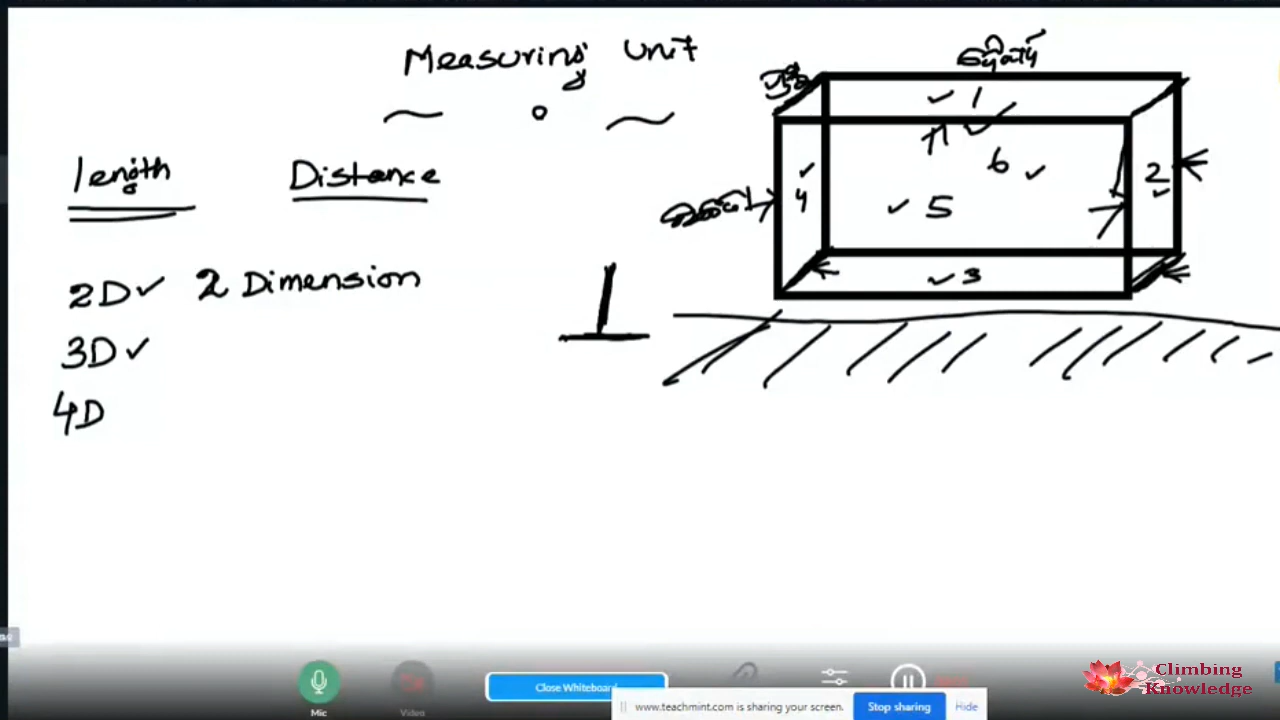 Measuring Unit
length Distance
2D✓ 2 Dimension
3D✓
4D
✓ 1
6 ✓
2 ✓
✓ 4
✓ 5
✓ 3
Mic
Video
Close Whiteboard
www.teachmint.com is sharing your screen.
Stop sharing
Hide
Climbing
Knowledge